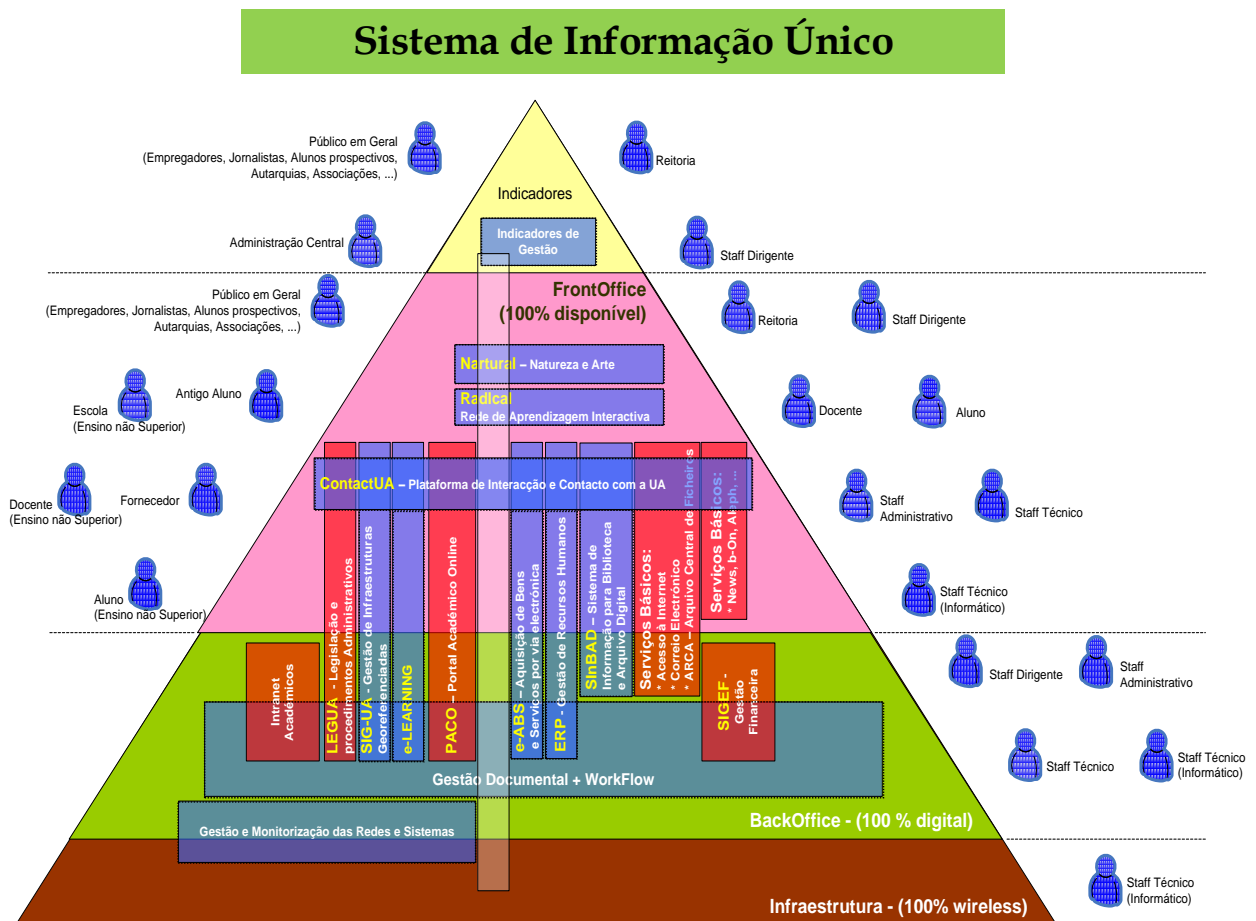 Sistema de Informação Único
Público em Geral
(Empregadores, Jornalistas, Alunos prospectivos,
Autarquias, Associações, ...)
Reitoria
Indicadores
Administração Central
Indicadores de
Gestão
Staff Dirigente
Público em Geral
(Empregadores, Jornalistas, Alunos prospectivos,
Autarquias, Associações, ...)
FrontOffice
(100% disponível)
Reitoria
Staff Dirigente
Nartural – Natureza e Arte
Escola
(Ensino não Superior)
Antigo Aluno
Radical
Rede de Aprendizagem Interactiva
Docente
Aluno
ContactUA – Plataforma de Interacção e Contacto com a UA
Docente
(Ensino não Superior)
Fornecedor
Staff
Administrativo
Staff Técnico
Aluno
(Ensino não Superior)
Staff Técnico
(Informático)
Intranet
Académicos
LEGUA - Legislação e
procedimentos Administrativos
SIG-UA - Gestão de Infraestruturas
Georeferenciadas
e-LEARNING
PACO – Portal Académico Online
e-ABS – Aquisição de Bens
e Serviços por via electrónica
ERP - Gestão de Recursos Humanos
SInBAD – Sistema de
Informação para Biblioteca
e Arquivo Digital
Serviços Básicos:
* Acesso à Internet
* Correio Electrónico
* ARCA – Arquivo Central de Ficheiros
Serviços Básicos:
* News, b-On, Aleph, ...
SIGEF -
Gestão
Financeira
Staff Dirigente
Staff
Administrativo
Staff Técnico
Staff Técnico
(Informático)
Gestão Documental + WorkFlow
Gestão e Monitorização das Redes e Sistemas
BackOffice - (100 % digital)
Staff Técnico
(Informático)
Infraestrutura - (100% wireless)